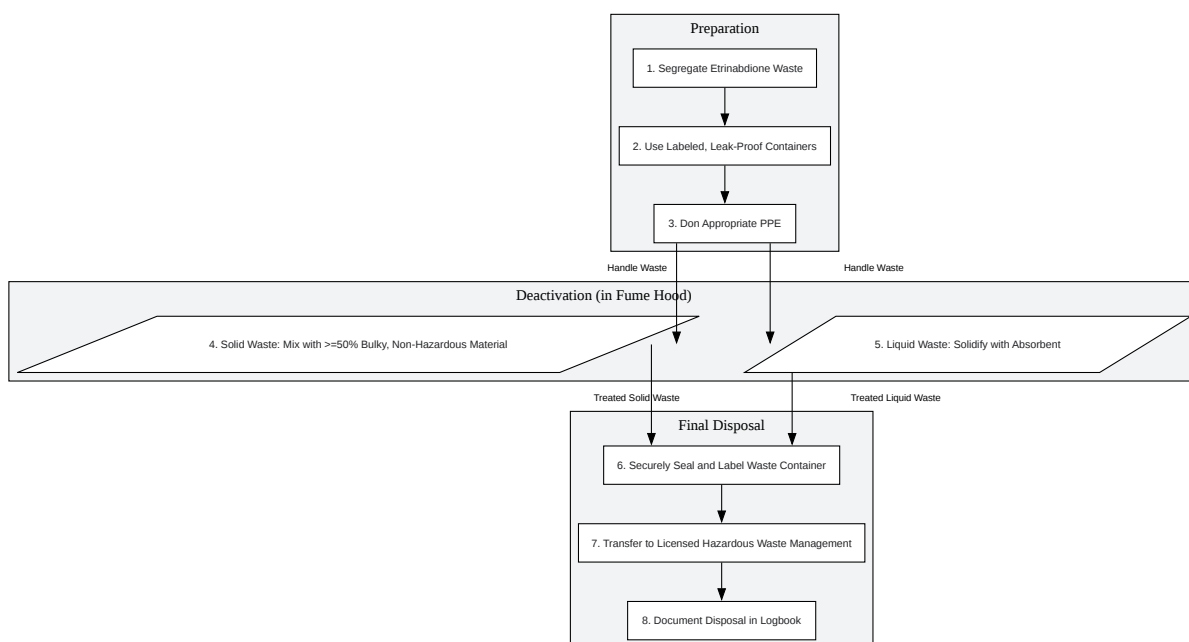 Preparation
1. Segregate Etrinabdione Waste
2. Use Labeled, Leak-Proof Containers
3. Don Appropriate PPE
Handle Waste
Handle Waste
Deactivation (in Fume Hood)
4. Solid Waste: Mix with >=50% Bulky, Non-Hazardous Material
5. Liquid Waste: Solidify with Absorbent
Treated Solid Waste
Treated Liquid Waste
Final Disposal
6. Securely Seal and Label Waste Container
7. Transfer to Licensed Hazardous Waste Management
8. Document Disposal in Logbook